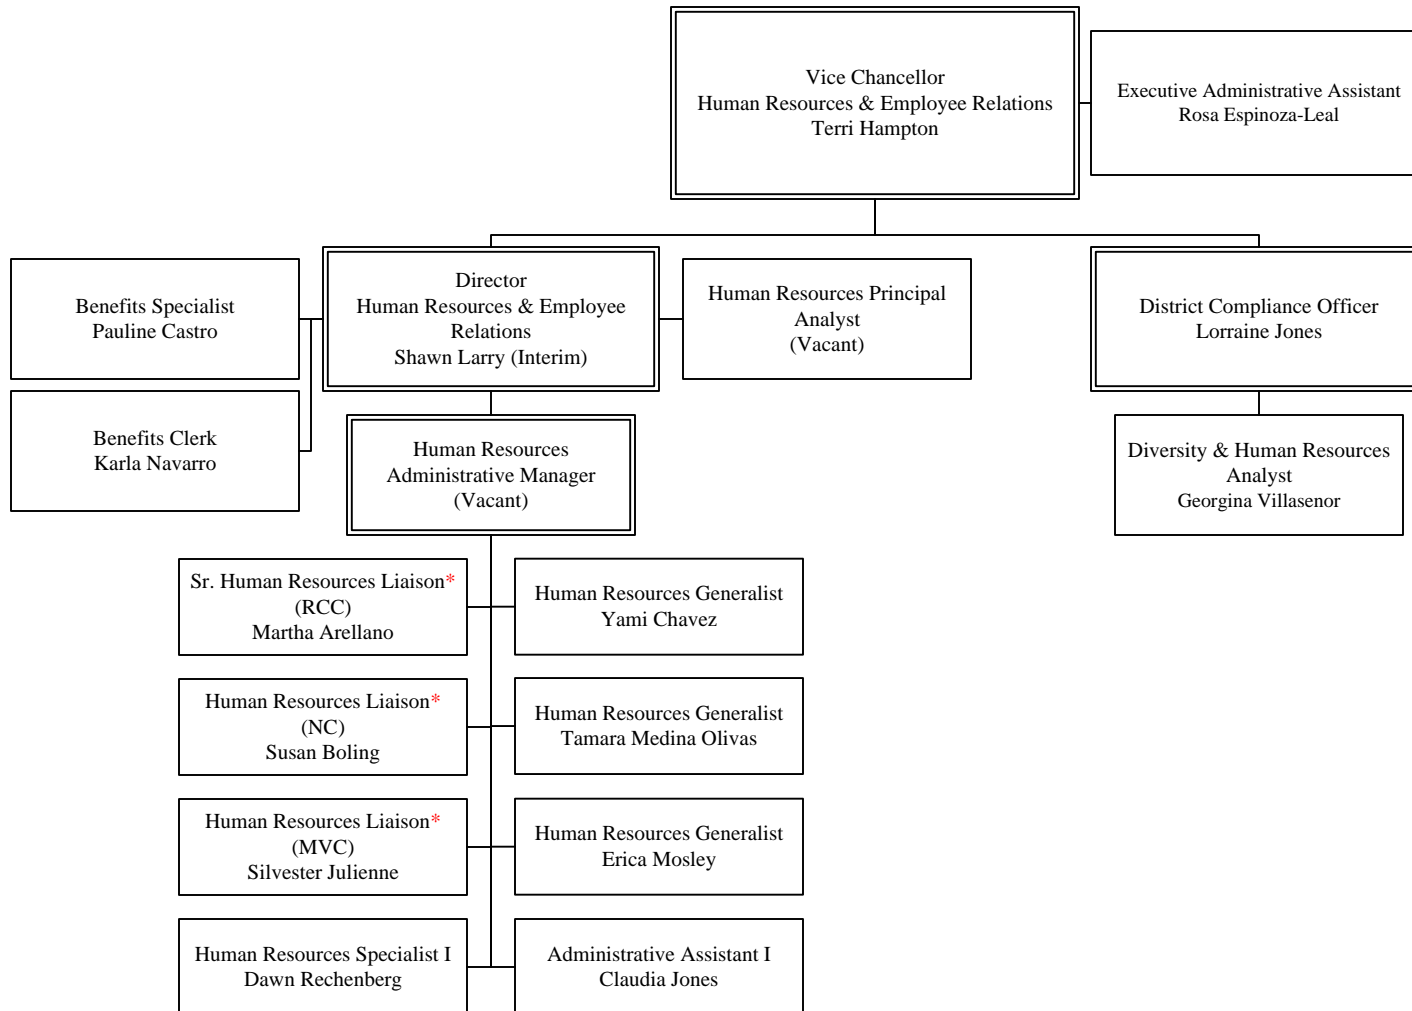 Vice Chancellor
Human Resources & Employee Relations
Terri Hampton
Executive Administrative Assistant
Rosa Espinoza-Leal
Benefits Specialist
Pauline Castro
Director
Human Resources & Employee
Relations
Shawn Larry (Interim)
Human Resources Principal
Analyst
(Vacant)
District Compliance Officer
Lorraine Jones
Benefits Clerk
Karla Navarro
Human Resources
Administrative Manager
(Vacant)
Diversity & Human Resources
Analyst
Georgina Villasenor
Sr. Human Resources Liaison*
(RCC)
Martha Arellano
Human Resources Generalist
Yami Chavez
Human Resources Liaison*
(NC)
Susan Boling
Human Resources Generalist
Tamara Medina Olivas
Human Resources Liaison*
(MVC)
Silvester Julienne
Human Resources Generalist
Erica Mosley
Human Resources Specialist I
Dawn Rechenberg
Administrative Assistant I
Claudia Jones